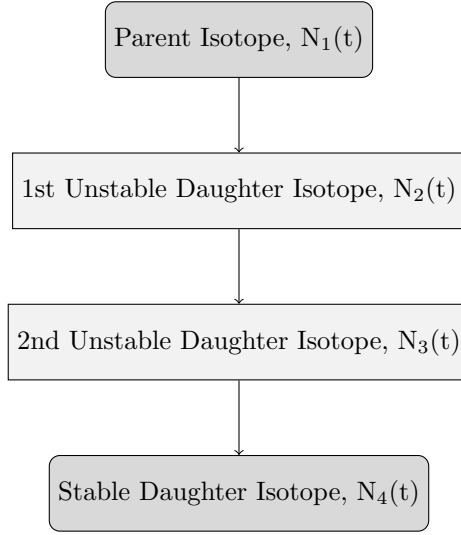 Parent Isotope, N₁(t)
1st Unstable Daughter Isotope, N₂(t)
2nd Unstable Daughter Isotope, N₃(t)
Stable Daughter Isotope, N₄(t)